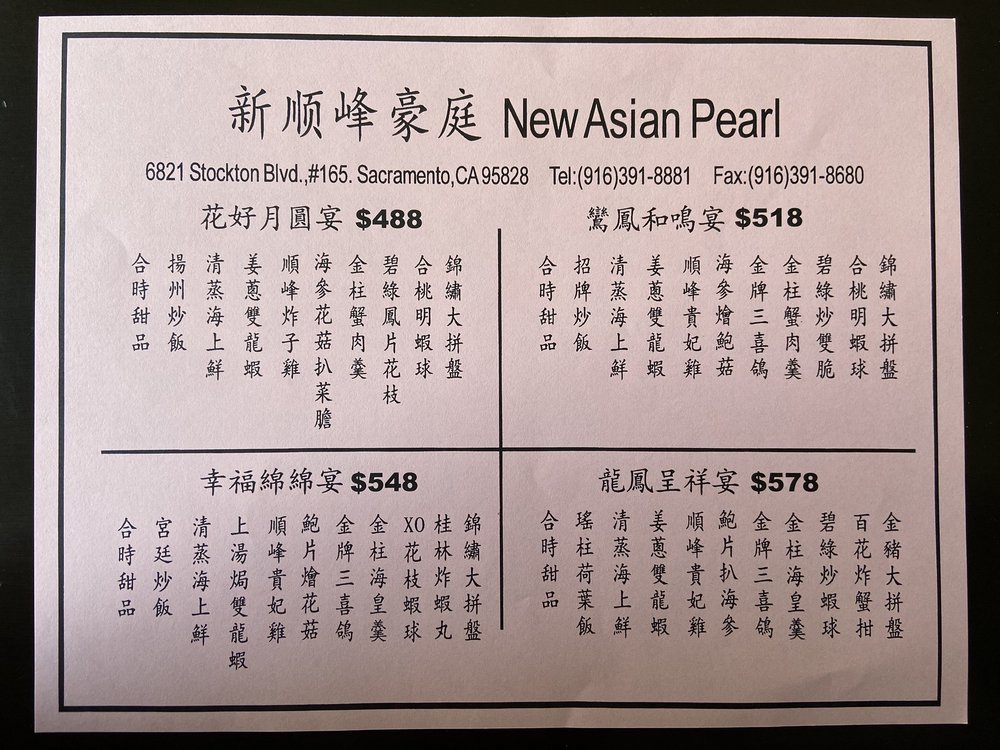 新顺峰豪庭 New Asian Pearl
6821 Stockton Blvd.,#165. Sacramento,CA 95828 Tel:(916)391-8881 Fax:(916)391-8680
花好月圓宴 $488
錦繡大拼盤
合桃明蝦球
碧綠鳳片花枝
金柱蟹肉羹
海參花菇扒菜膽
順峰炸子雞
姜蔥雙龍蝦
清蒸海上鮮
揚州炒飯
合時甜品
鸞鳳和鳴宴 $518
錦繡大拼盤
合桃明蝦球
碧綠炒雙脆
金柱蟹肉羹
金牌三喜鴿
海參燴鮑菇
順峰貴妃雞
姜蔥雙龍蝦
清蒸海上鮮
招牌炒飯
合時甜品
幸福綿綿宴 $548
錦繡大拼盤
桂林炸蝦丸
XO花枝蝦球
金柱海皇羹
金牌三喜鴿
鮑片燴花菇
順峰貴妃雞
上湯焗雙龍蝦
清蒸海上鮮
宮廷炒飯
合時甜品
龍鳳呈祥宴 $578
金豬大拼盤
百花炸蟹拑
碧綠炒蝦球
金柱海皇羹
金牌三喜鴿
鮑片扒海參
順峰貴妃雞
姜蔥雙龍蝦
清蒸海上鮮
瑤柱荷葉飯
合時甜品